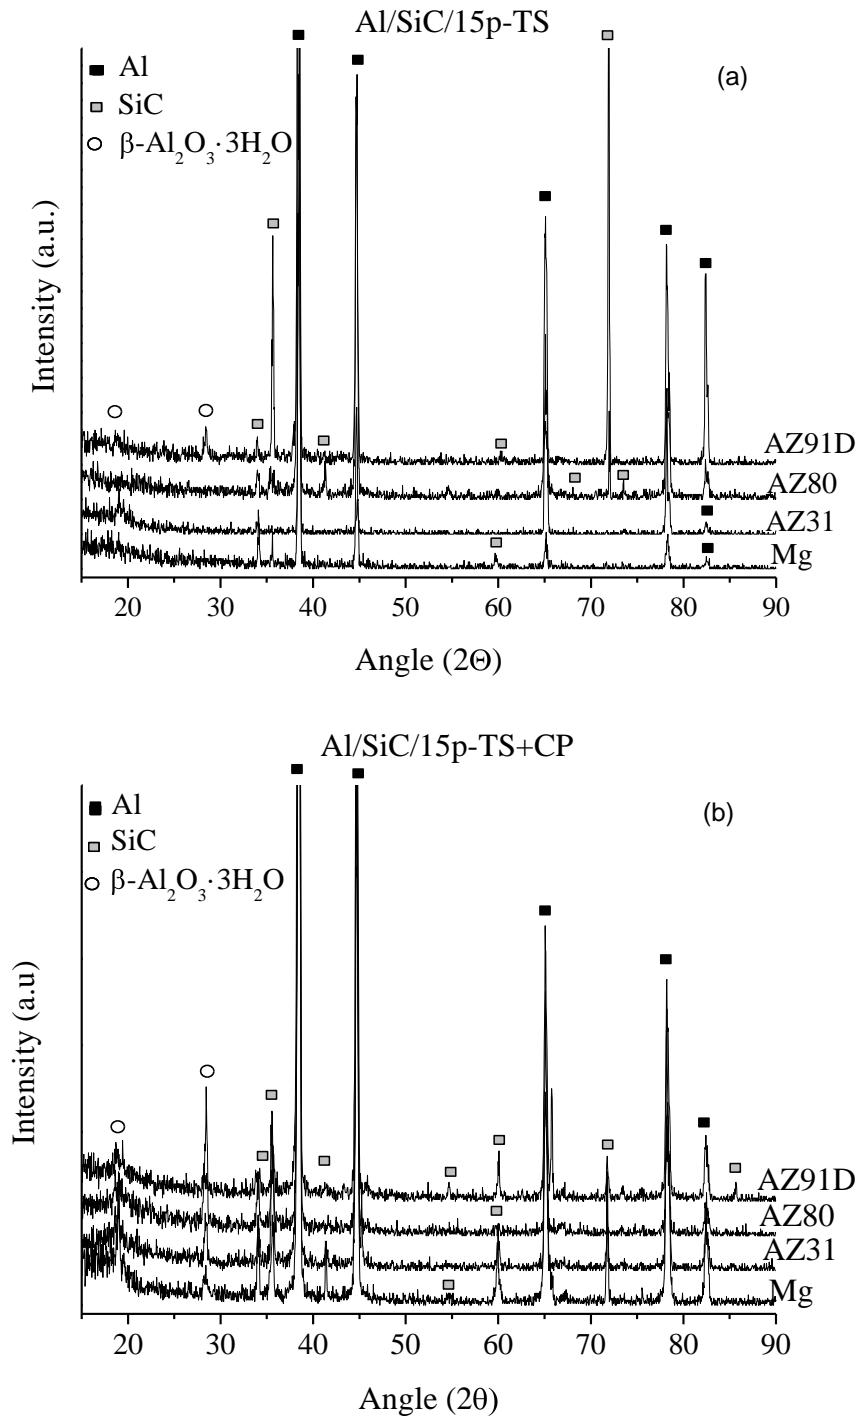 Al/SiC/15p-TS
Al
(a)
SiC
β-Al₂O₃·3H₂O
Intensity (a.u.)
AZ91D
AZ80
AZ31
Mg
20 30 40 50 60 70 80 90
Angle (2Θ)
Al/SiC/15p-TS+CP
Al
(b)
SiC
β-Al₂O₃·3H₂O
Intensity (a.u)
AZ91D
AZ80
AZ31
Mg
20 30 40 50 60 70 80 90
Angle (2θ)